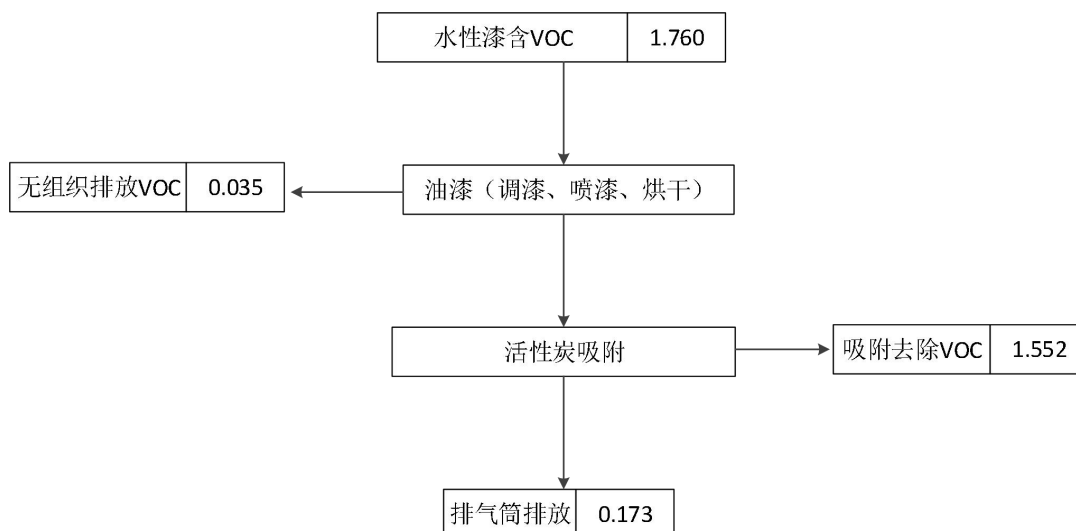 水性漆含VOC 1.760
无组织排放VOC 0.035
油漆（调漆、喷漆、烘干）
活性炭吸附
吸附去除VOC 1.552
排气筒排放 0.173